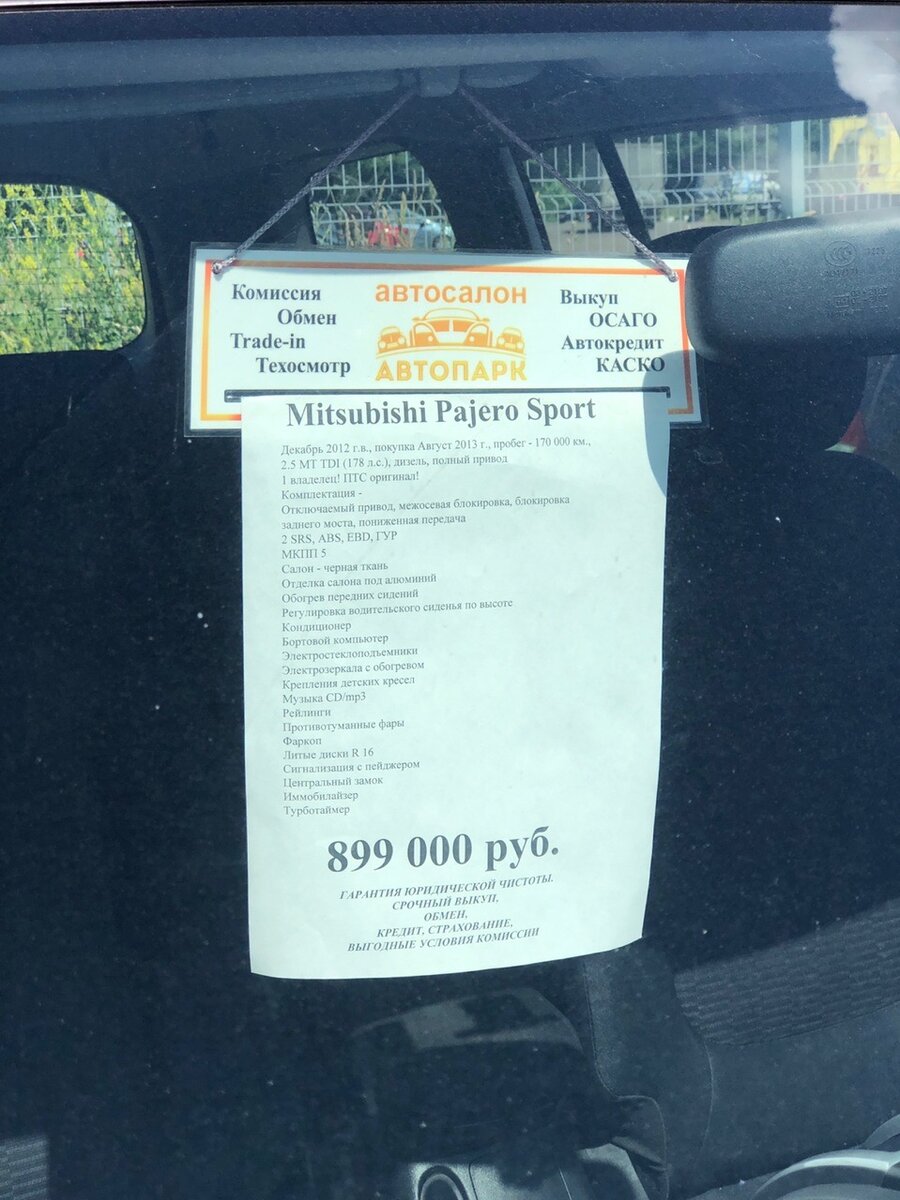 Комиссия
Обмен
Trade-in
Техосмотр
автосалон
АВТОПАРК
Выкуп
ОСАГО
Автокредит
КАСКО
Mitsubishi Pajero Sport
Декабрь 2012 г.в., покупка Август 2013 г., пробег - 170 000 км.,
2.5 МТ TDI (178 л.с.), дизель, полный привод
1 владелец! ПТС оригинал!
Комплектация -
Отключаемый привод, межосевая блокировка, блокировка
заднего моста, пониженная передача
2 SRS, ABS, EBD, ГУР
МКПП 5
Салон - черная ткань
Отделка салона под алюминий
Обогрев передних сидений
Регулировка водительского сиденья по высоте
Кондиционер
Бортовой компьютер
Электростеклоподъемники
Электрозеркала с обогревом
Крепления детских кресел
Музыка CD/mp3
Рейлинги
Противотуманные фары
Фаркоп
Литые диски R 16
Сигнализация с пейджером
Центральный замок
Иммобилайзер
Турботаймер
899 000 руб.
ГАРАНТИЯ ЮРИДИЧЕСКОЙ ЧИСТОТЫ.
СРОЧНЫЙ ВЫКУП,
ОБМЕН,
КРЕДИТ, СТРАХОВАНИЕ,
ВЫГОДНЫЕ УСЛОВИЯ КОМИССИИ